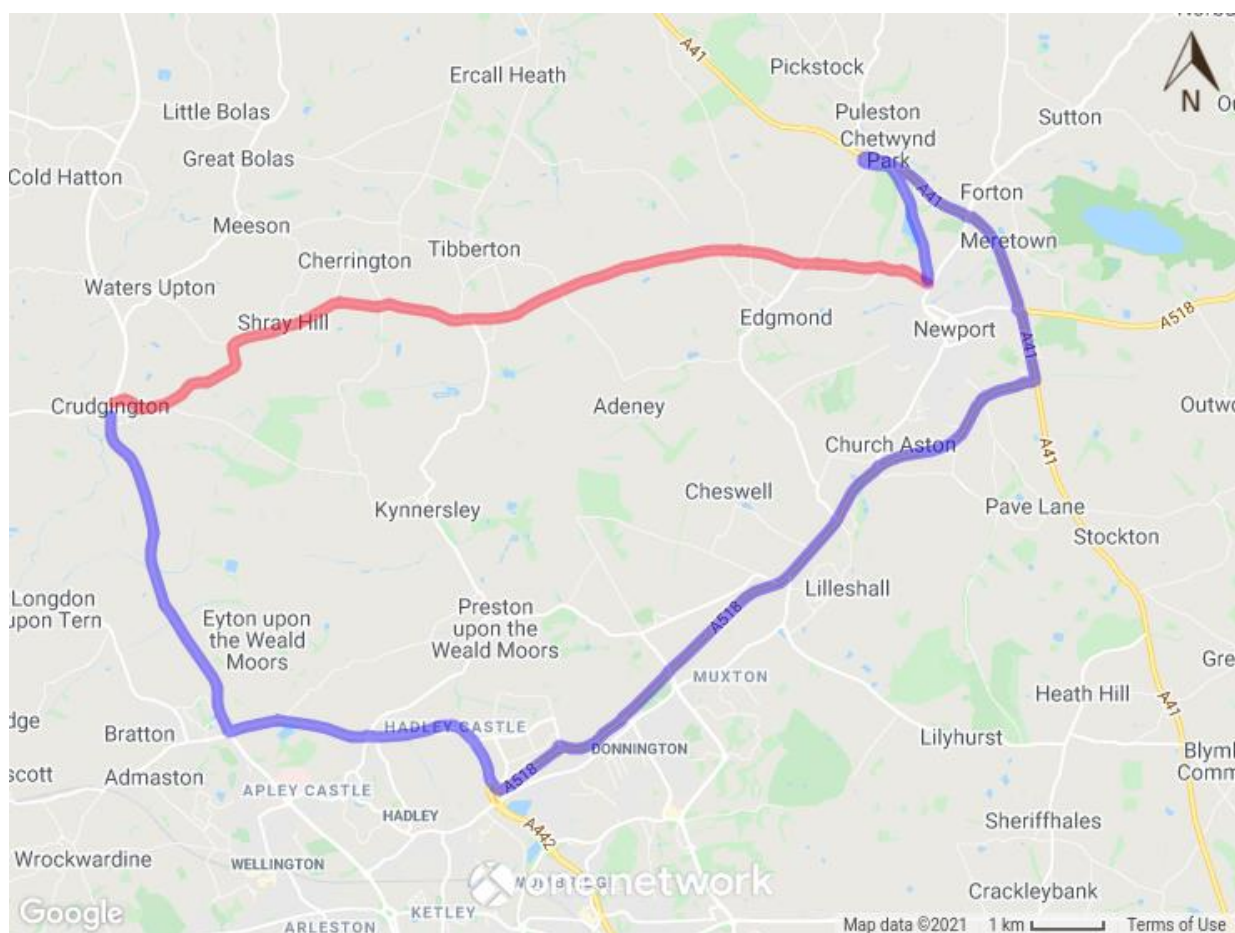 A41
Pickstock
Ercall Heath
Little Bolas
Puleston
Sutton
N
Great Bolas
Chetwynd
Park
Cold Hatton
A41
Forton
Meeson
Tibberton
Meretown
Cherrington
Waters Upton
Shray Hill
Edgmond
Newport
A518
A41
Crudgington
Adeney
Church Aston
A41
Cheswell
Pave Lane
Kynnersley
Stockton
Longdon
upon Tern
Eyton upon
the Weald
Moors
Preston
upon the
Weald Moors
Lilleshall
A518
MUXTON
Heath Hill
A41
Bratton
HADLEY CASTLE
Lilyhurst
DONNINGTON
Admaston
APLEY CASTLE
A518
HADLEY
A442
Sheriffhales
Wrockwardine
WELLINGTON
one.network
Crackleybank
Google
ARLESTON
KETLEY
Map data ©2021
1 km
Terms of Use